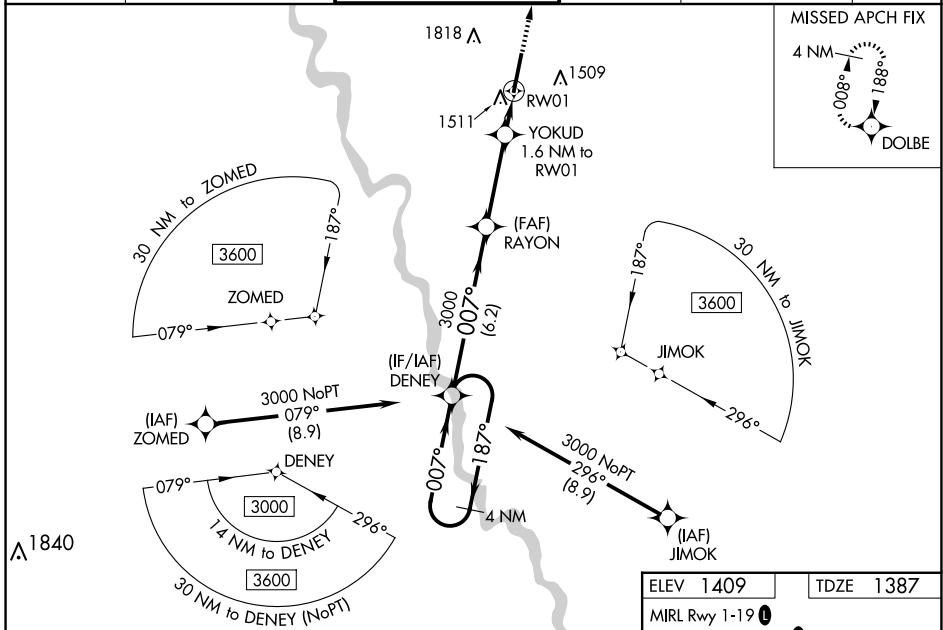 MISSED APCH FIX
4 NM
008°
188°
DOLBE
1818
1509
RW01
1511
YOKUD
1.6 NM to
RW01
(FAF)
RAYON
30 NM to ZOMED
187°
3600
ZOMED
079°
30 NM to JIMOK
187°
3600
JIMOK
296°
3000
007°
(6.2)
(IF/IAF)
DENEY
3000 NoPT
079°
(8.9)
(IAF)
ZOMED
007°
187°
4 NM
3000 NoPT
296°
(8.9)
(IAF)
JIMOK
DENEY
079°
296°
3000
14 NM to DENEY
3600
30 NM to DENEY (NoPT)
1840
ELEV 1409
TDZE 1387
MIRL Rwy 1-19 L